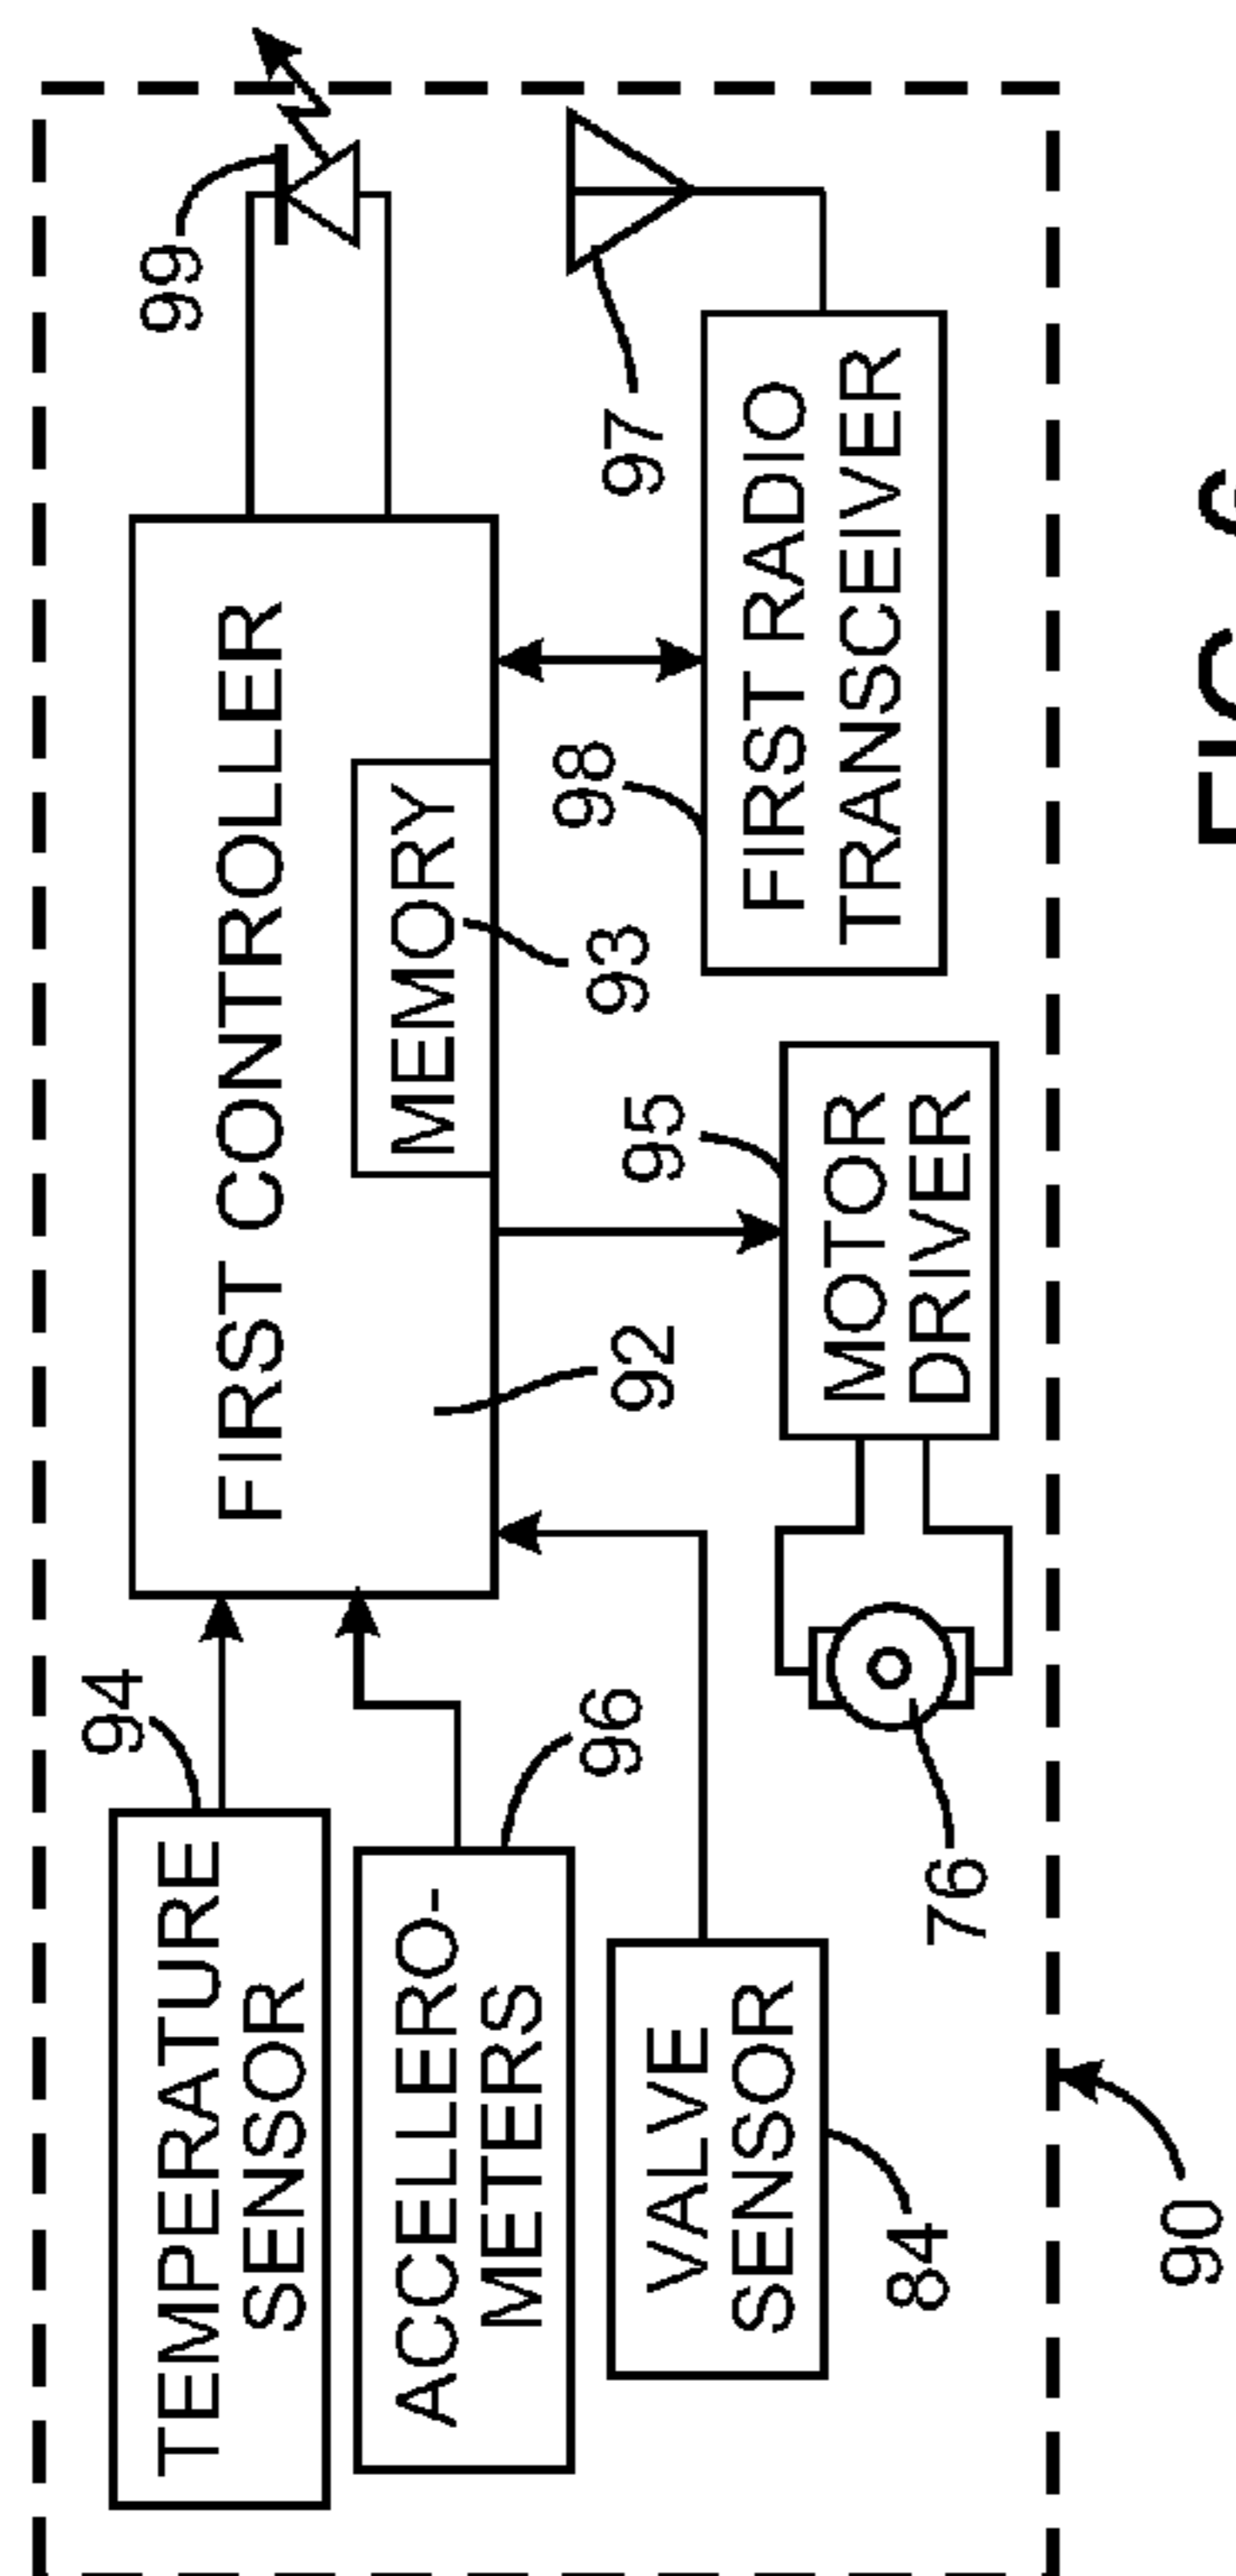 TEMPERATURE
SENSOR
94
FIRST CONTROLLER
99
ACCELLERO-
METERS
96
MEMORY
93
92
98
97
VALVE
SENSOR
84
95
FIRST RADIO
TRANSCEIVER
MOTOR
DRIVER
76
90